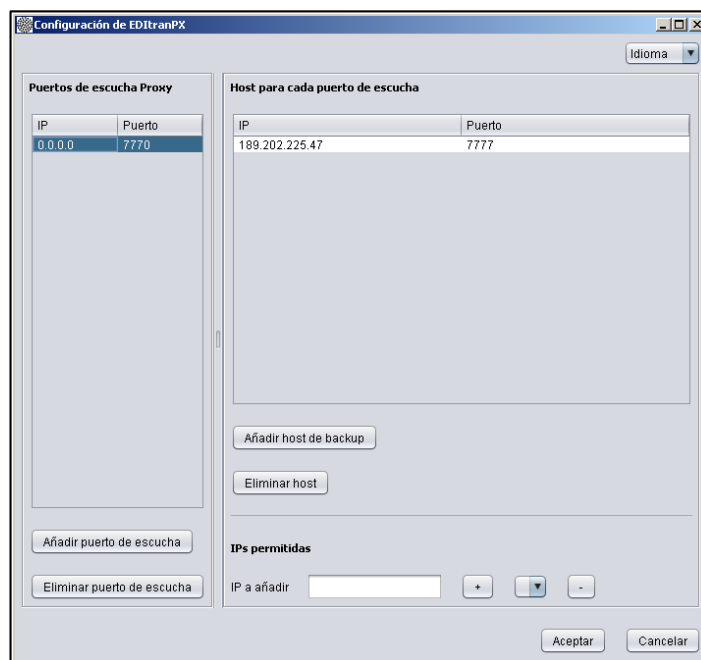 Configuración de EDItranPX
Idioma
Puertos de escucha Proxy
IP Puerto
0.0.0.0 7770
Añadir puerto de escucha
Eliminar puerto de escucha
Host para cada puerto de escucha
IP Puerto
189.202.225.47 7777
Añadir host de backup
Eliminar host
IPs permitidas
IP a añadir + -
Aceptar Cancelar